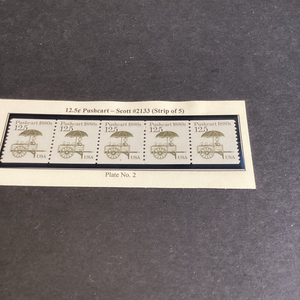 12.5¢ Pushcart – Scott #2133 (Strip of 5)
Pushcart 1880s Pushcart 1880s Pushcart 1880s Pushcart 1880s Pushcart 1880s
12.5 12.5 12.5 12.5 12.5
USA USA USA USA USA
Plate No. 2